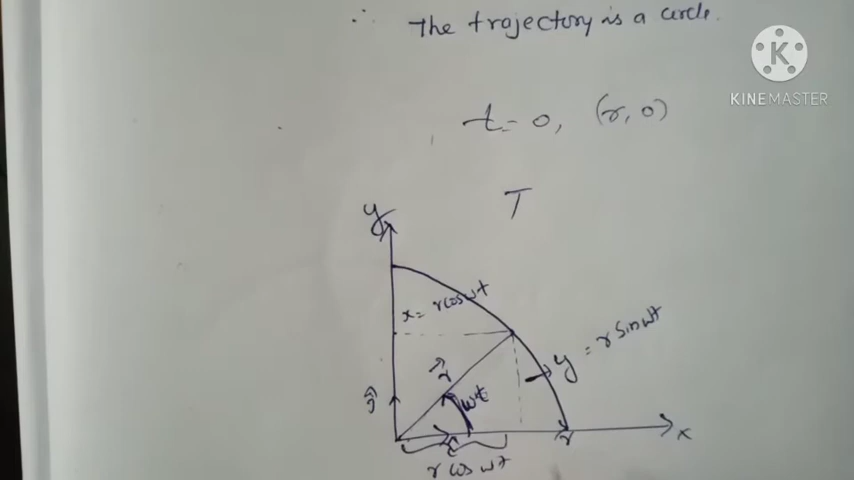 ∴ The trajectory is a circle.
K
KINEMASTER
t = 0, (r, 0)
T
y
x = r cos ωt
y = r sin ωt
r⃗
ωt
ĵ
r
x
î
r cos ωt